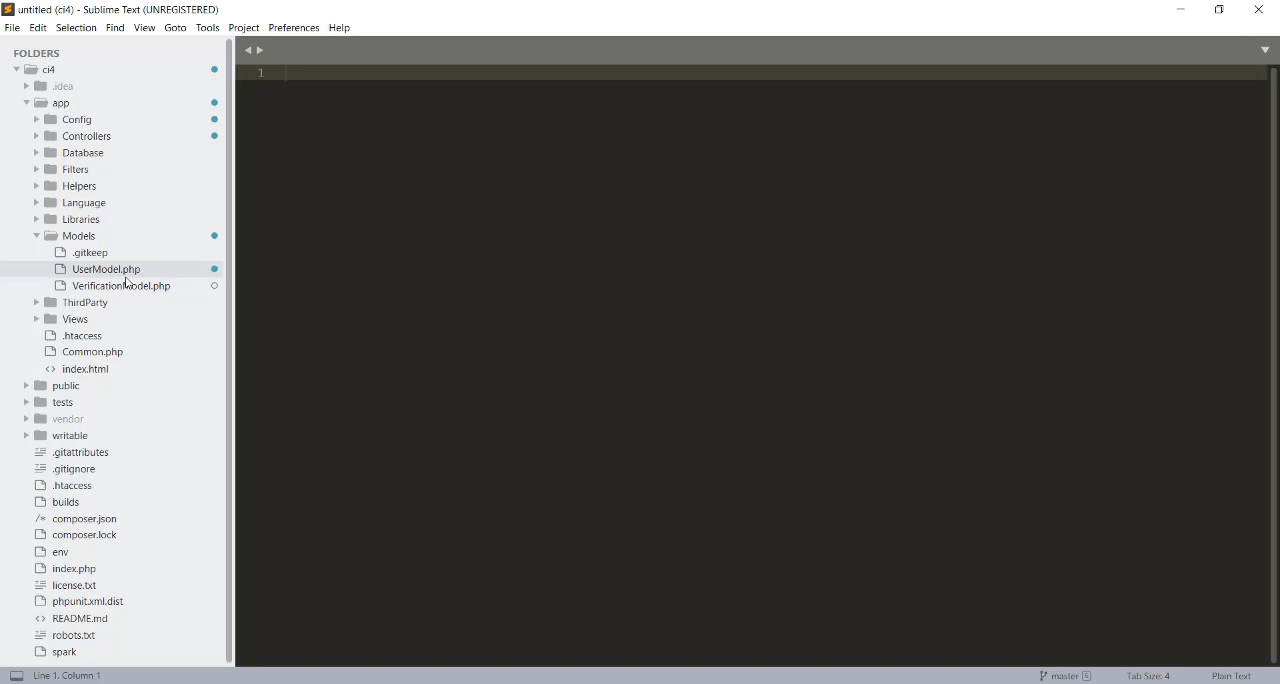 untitled (ci4) - Sublime Text (UNREGISTERED)
File Edit Selection Find View Goto Tools Project Preferences Help
FOLDERS
ci4
.idea
app
Config
Controllers
Database
Filters
Helpers
Language
Libraries
Models
.gitkeep
UserModel.php
VerificationModel.php
ThirdParty
Views
.htaccess
Common.php
<> index.html
public
tests
vendor
writable
.gitattributes
.gitignore
.htaccess
builds
/* composer.json
composer.lock
env
index.php
license.txt
phpunit.xml.dist
<> README.md
robots.txt
spark
1
Line 1, Column 1
master 6
Tab Size: 4
Plain Text